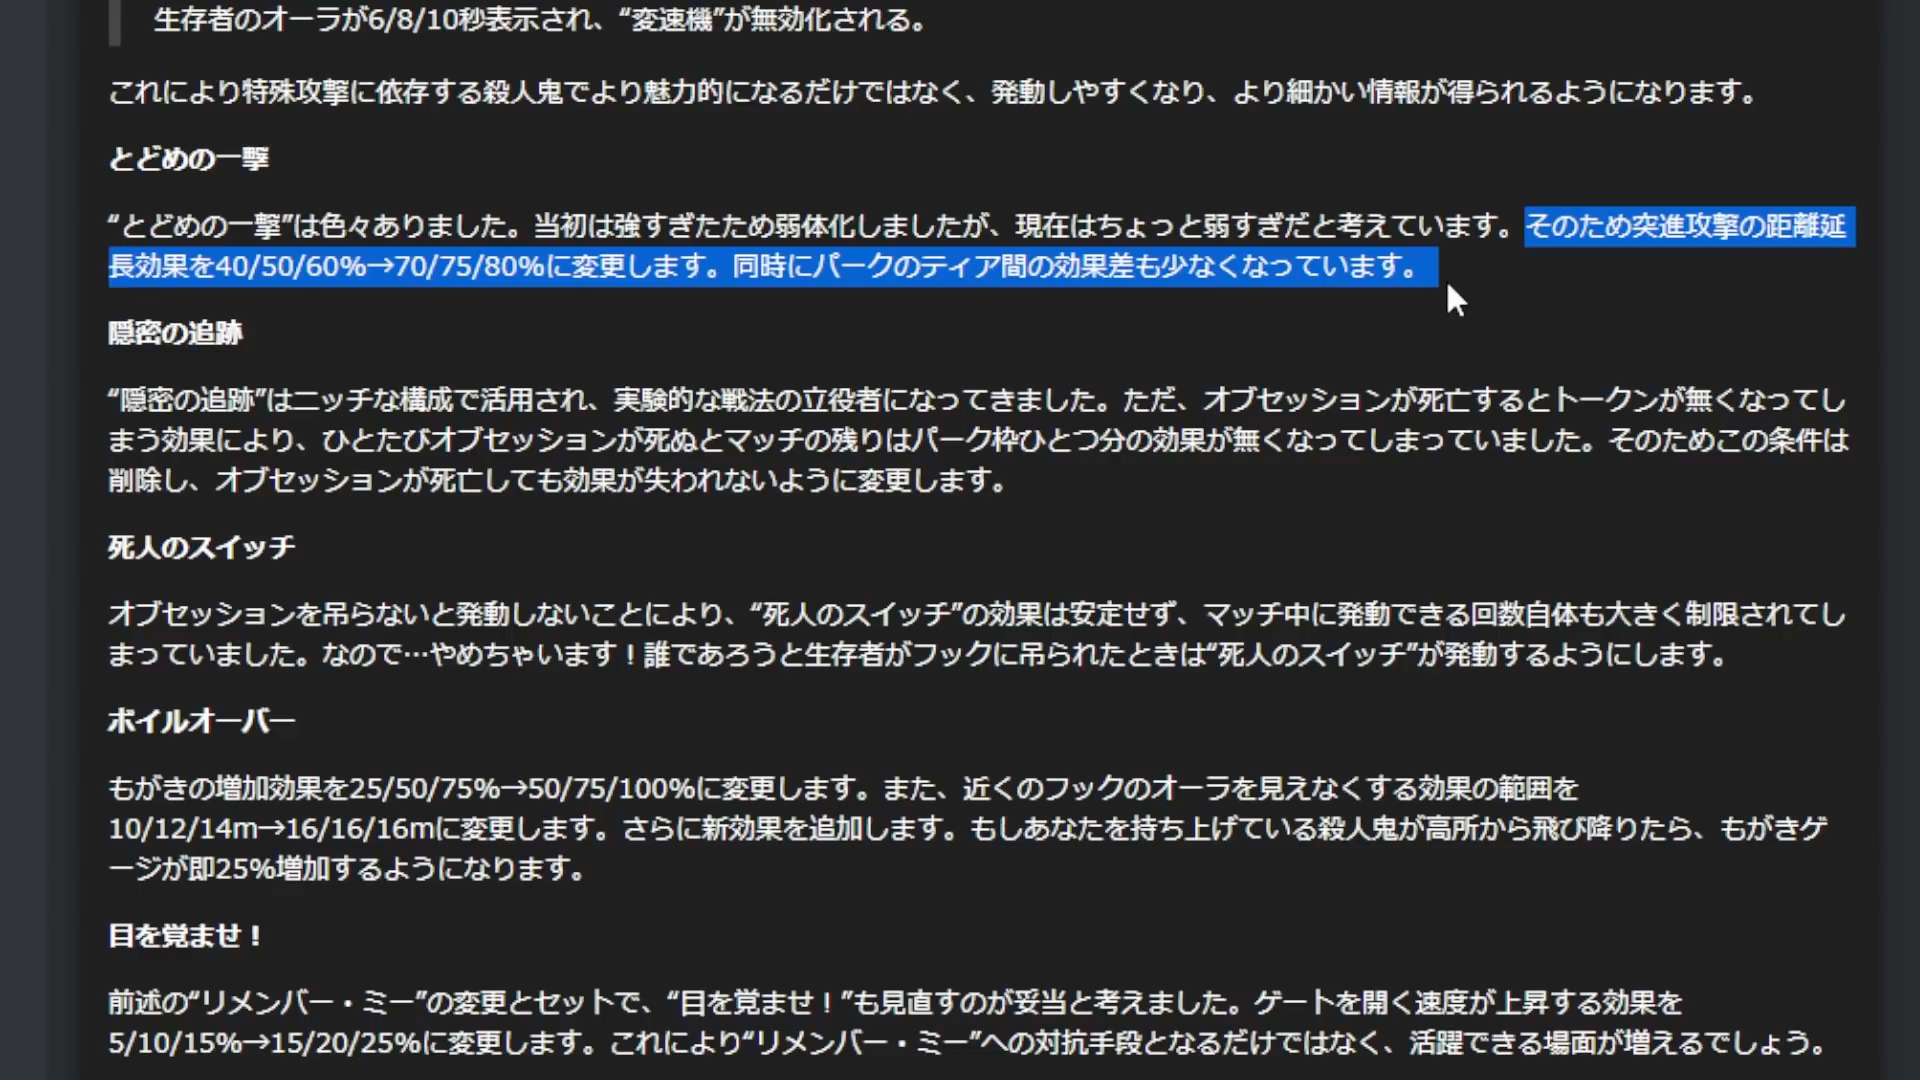 生存者のオーラが6/8/10秒表示され、“変速機”が無効化される。
これにより特殊攻撃に依存する殺人鬼でより魅力的になるだけではなく、発動しやすくなり、より細かい情報が得られるようになります。
とどめの一撃
“とどめの一撃”は色々ありました。当初は強すぎたため弱体化しましたが、現在はちょっと弱すぎだと考えています。そのため突進攻撃の距離延
長効果を40/50/60%→70/75/80%に変更します。同時にパークのティア間の効果差も少なくなっています。
隠密の追跡
“隠密の追跡”はニッチな構成で活用され、実験的な戦法の立役者になってきました。ただ、オブセッションが死亡するとトークンが無くなってし
まう効果により、ひとたびオブセッションが死ぬとマッチの残りはパーク枠ひとつ分の効果が無くなってしまっていました。そのためこの条件は
削除し、オブセッションが死亡しても効果が失われないように変更します。
死人のスイッチ
オブセッションを吊らないと発動しないことにより、“死人のスイッチ”の効果は安定せず、マッチ中に発動できる回数自体も大きく制限されてし
まっていました。なので…やめちゃいます！誰であろうと生存者がフックに吊られたときは“死人のスイッチ”が発動するようにします。
ボイルオーバー
もがきの増加効果を25/50/75%→50/75/100%に変更します。また、近くのフックのオーラを見えなくする効果の範囲を
10/12/14m→16/16/16mに変更します。さらに新効果を追加します。もしあなたを持ち上げている殺人鬼が高所から飛び降りたら、もがきゲ
ージが即25%増加するようになります。
目を覚ませ！
前述の“リメンバー・ミー”の変更とセットで、“目を覚ませ！”も見直すのが妥当と考えました。ゲートを開く速度が上昇する効果を
5/10/15%→15/20/25%に変更します。これにより“リメンバー・ミー”への対抗手段となるだけではなく、活躍できる場面が増えるでしょう。